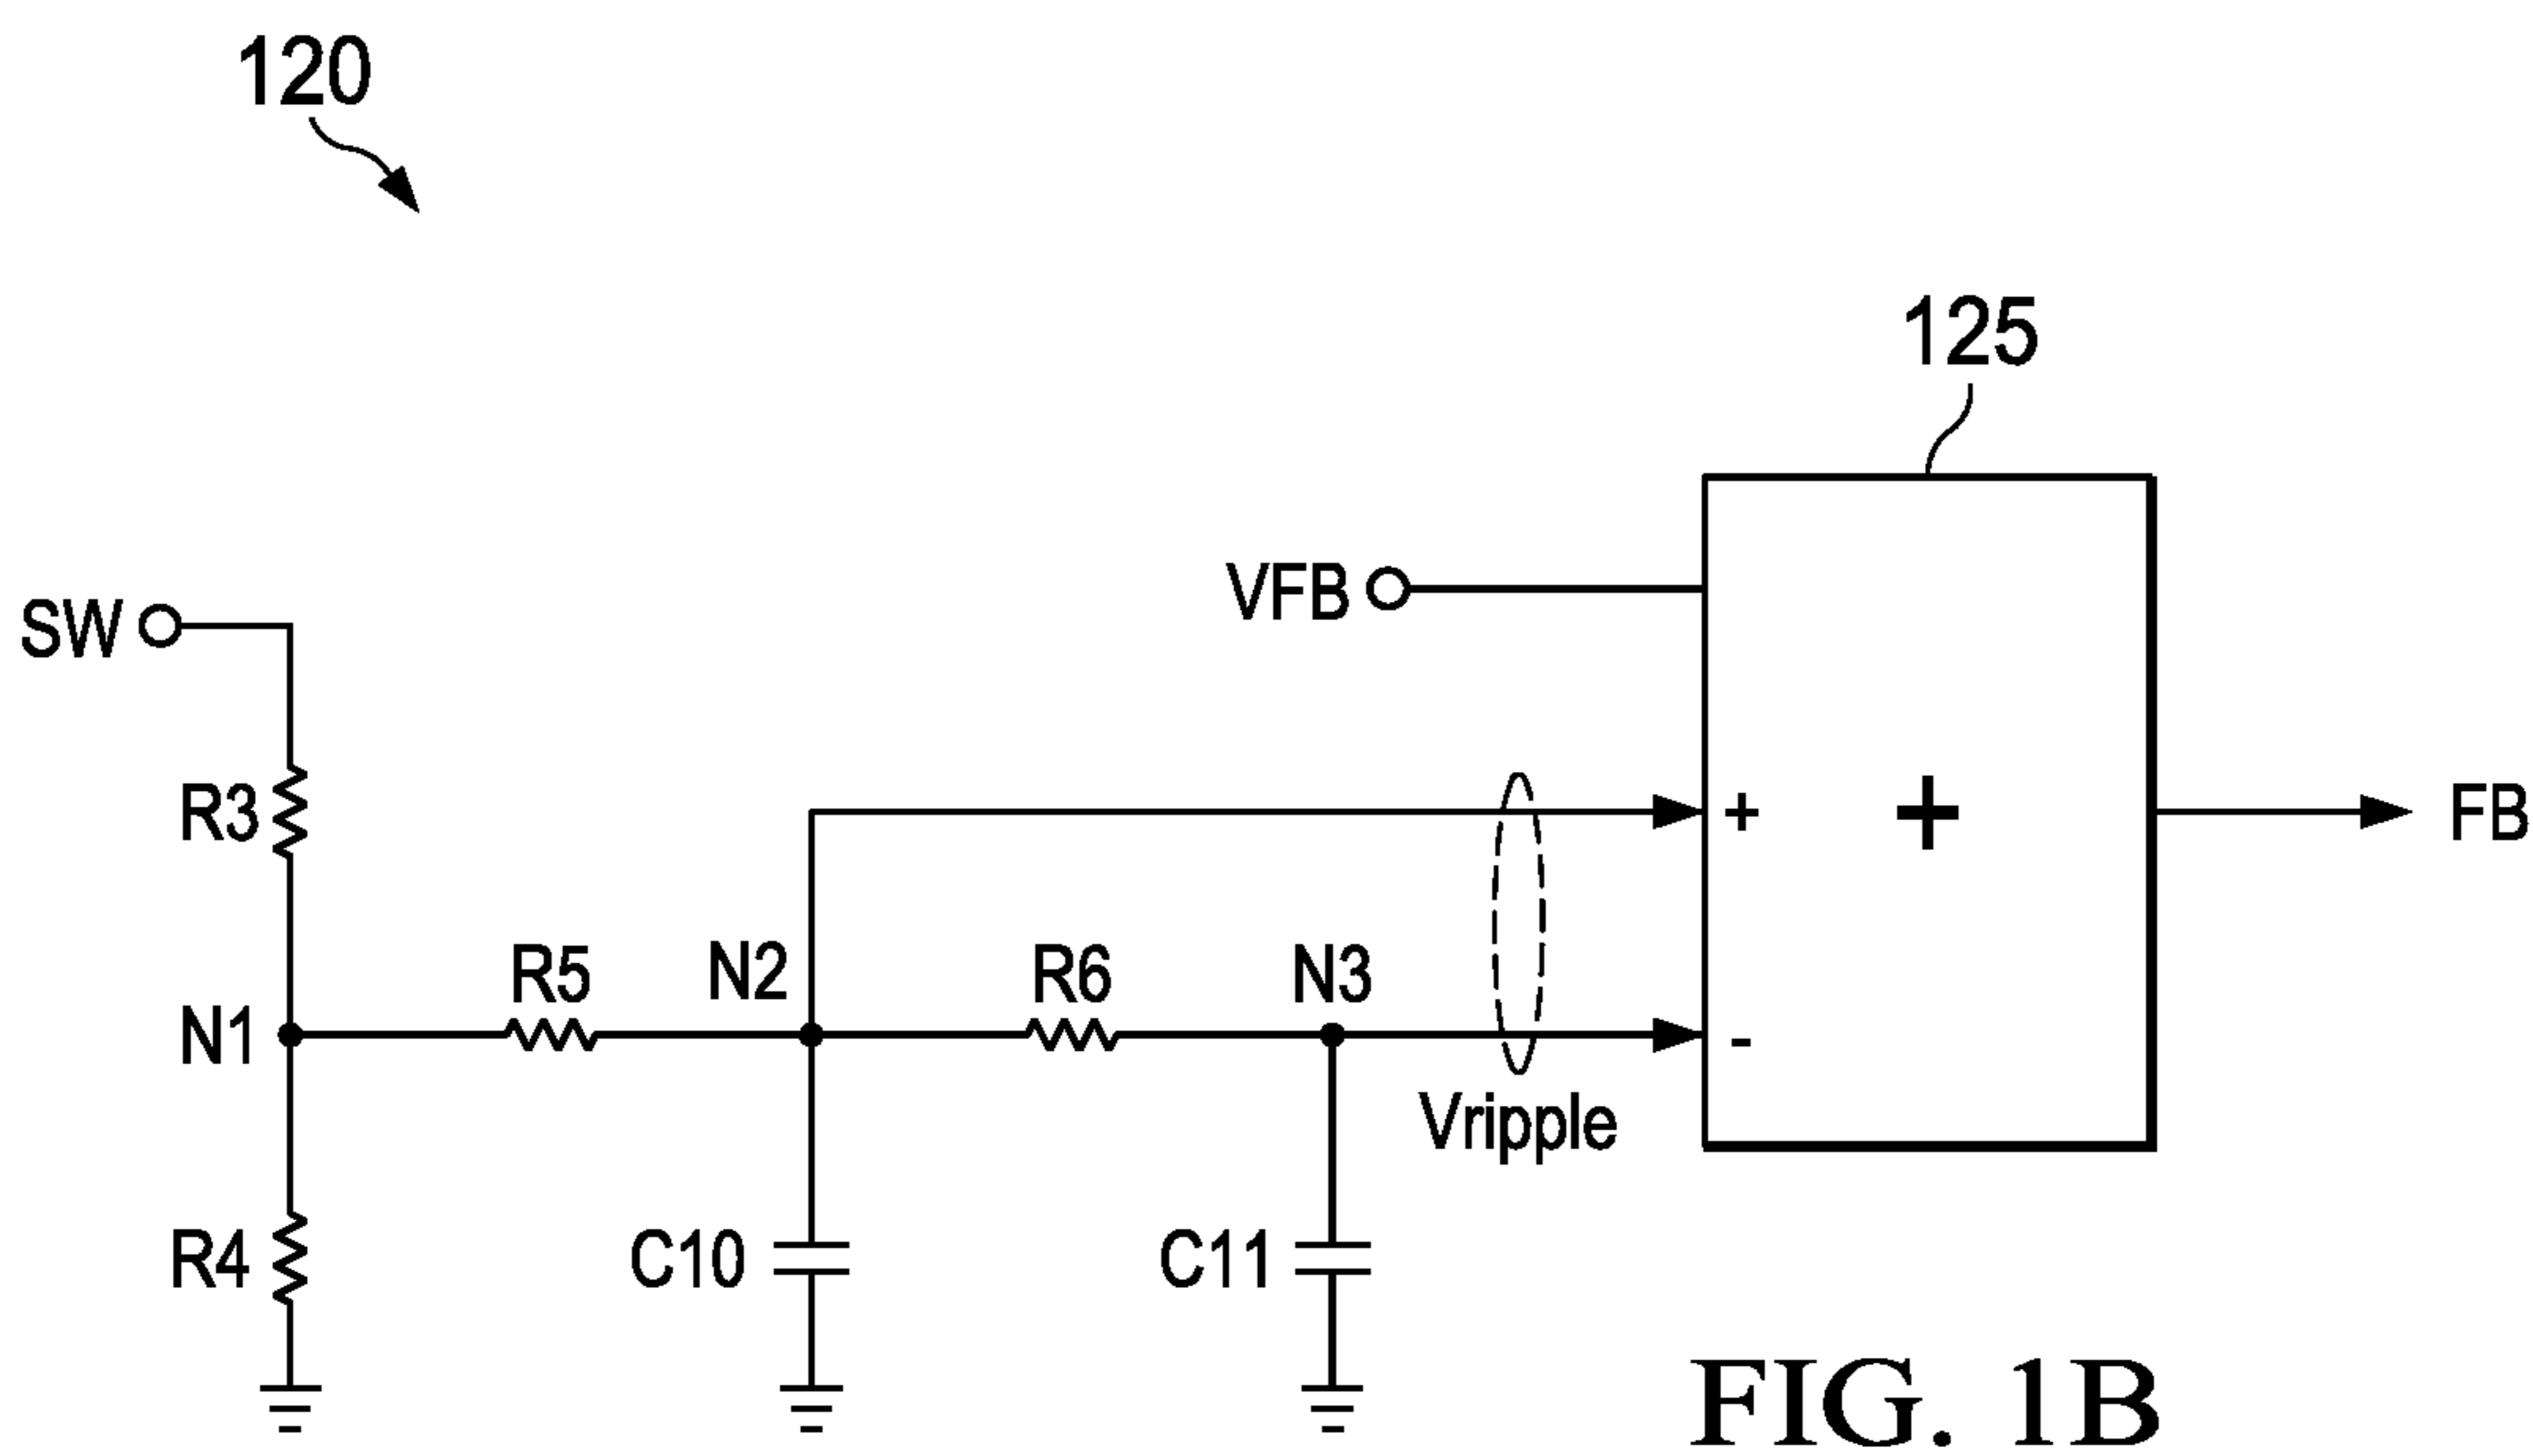 120
125
VFB
SW
R3
+
+
FB
R5
N2
R6
N3
N1
-
Vripple
R4
C10
C11
FIG. 1B